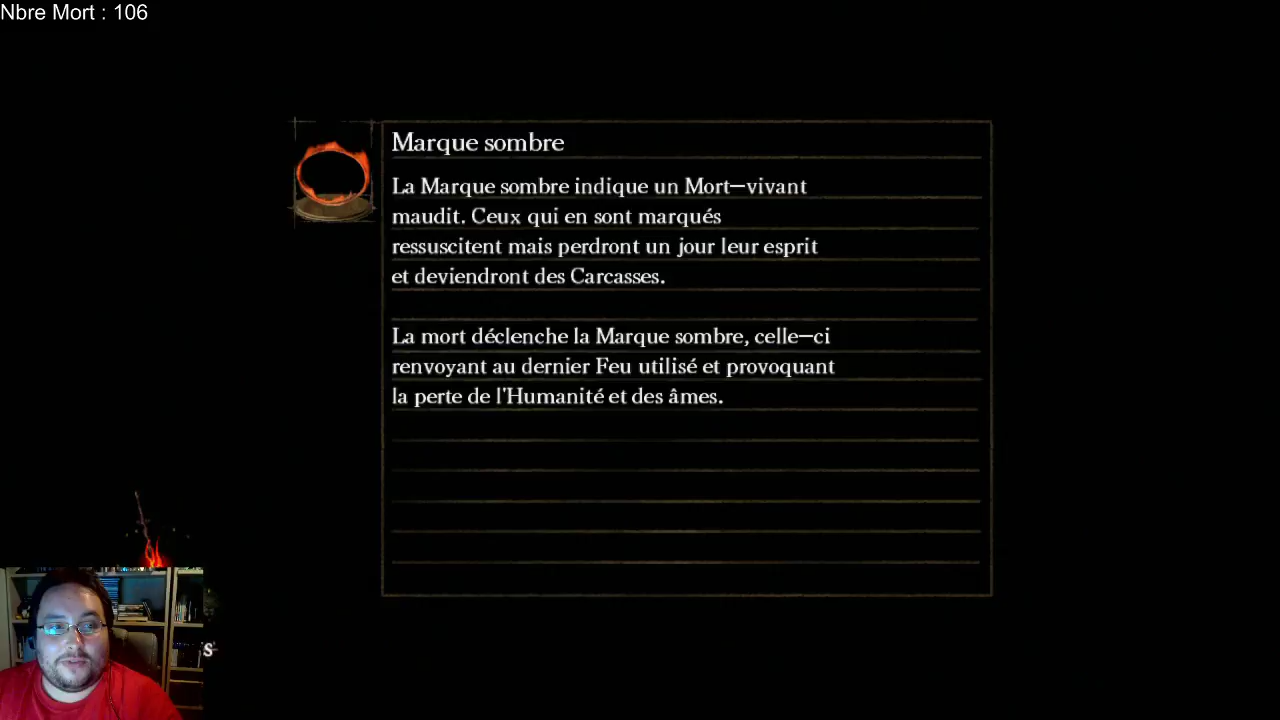 Nbre Mort : 106
Marque sombre
La Marque sombre indique un Mort–vivant
maudit. Ceux qui en sont marqués
ressuscitent mais perdront un jour leur esprit
et deviendront des Carcasses.
La mort déclenche la Marque sombre, celle–ci
renvoyant au dernier Feu utilisé et provoquant
la perte de l'Humanité et des âmes.